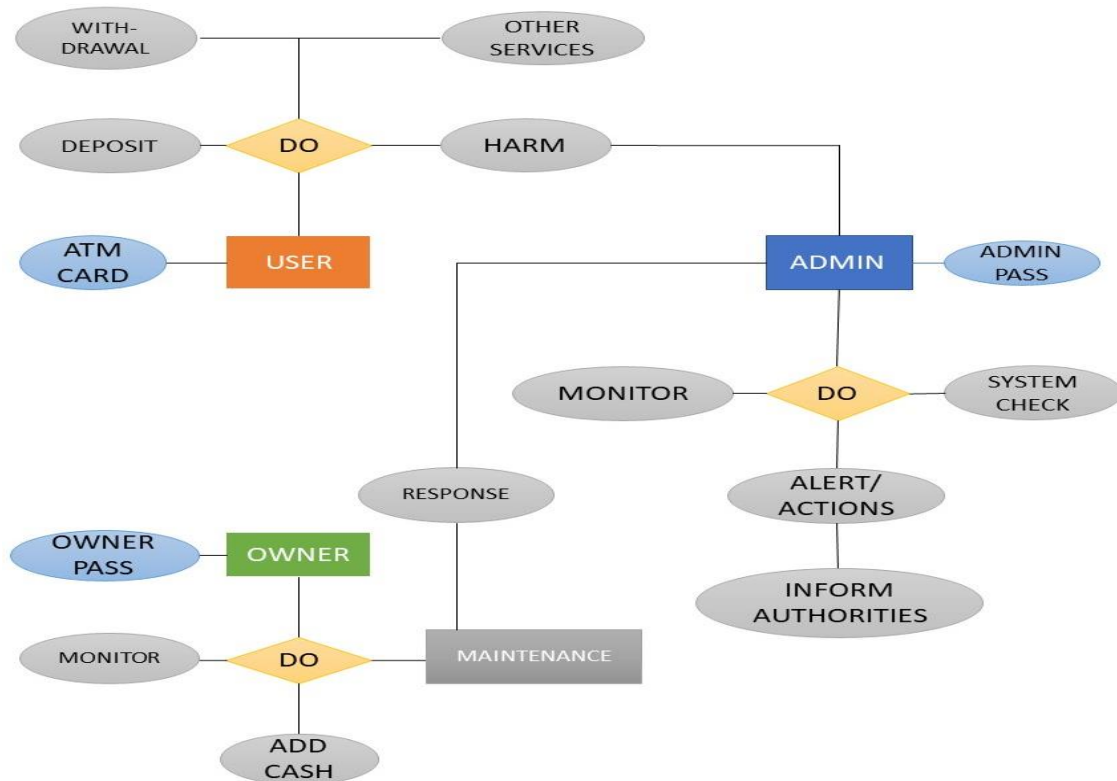 WITH-
DRAWAL
OTHER
SERVICES
DEPOSIT
DO
HARM
ATM
CARD
USER
ADMIN
ADMIN
PASS
MONITOR
DO
SYSTEM
CHECK
RESPONSE
ALERT/
ACTIONS
OWNER
PASS
OWNER
INFORM
AUTHORITIES
MONITOR
DO
MAINTENANCE
ADD
CASH